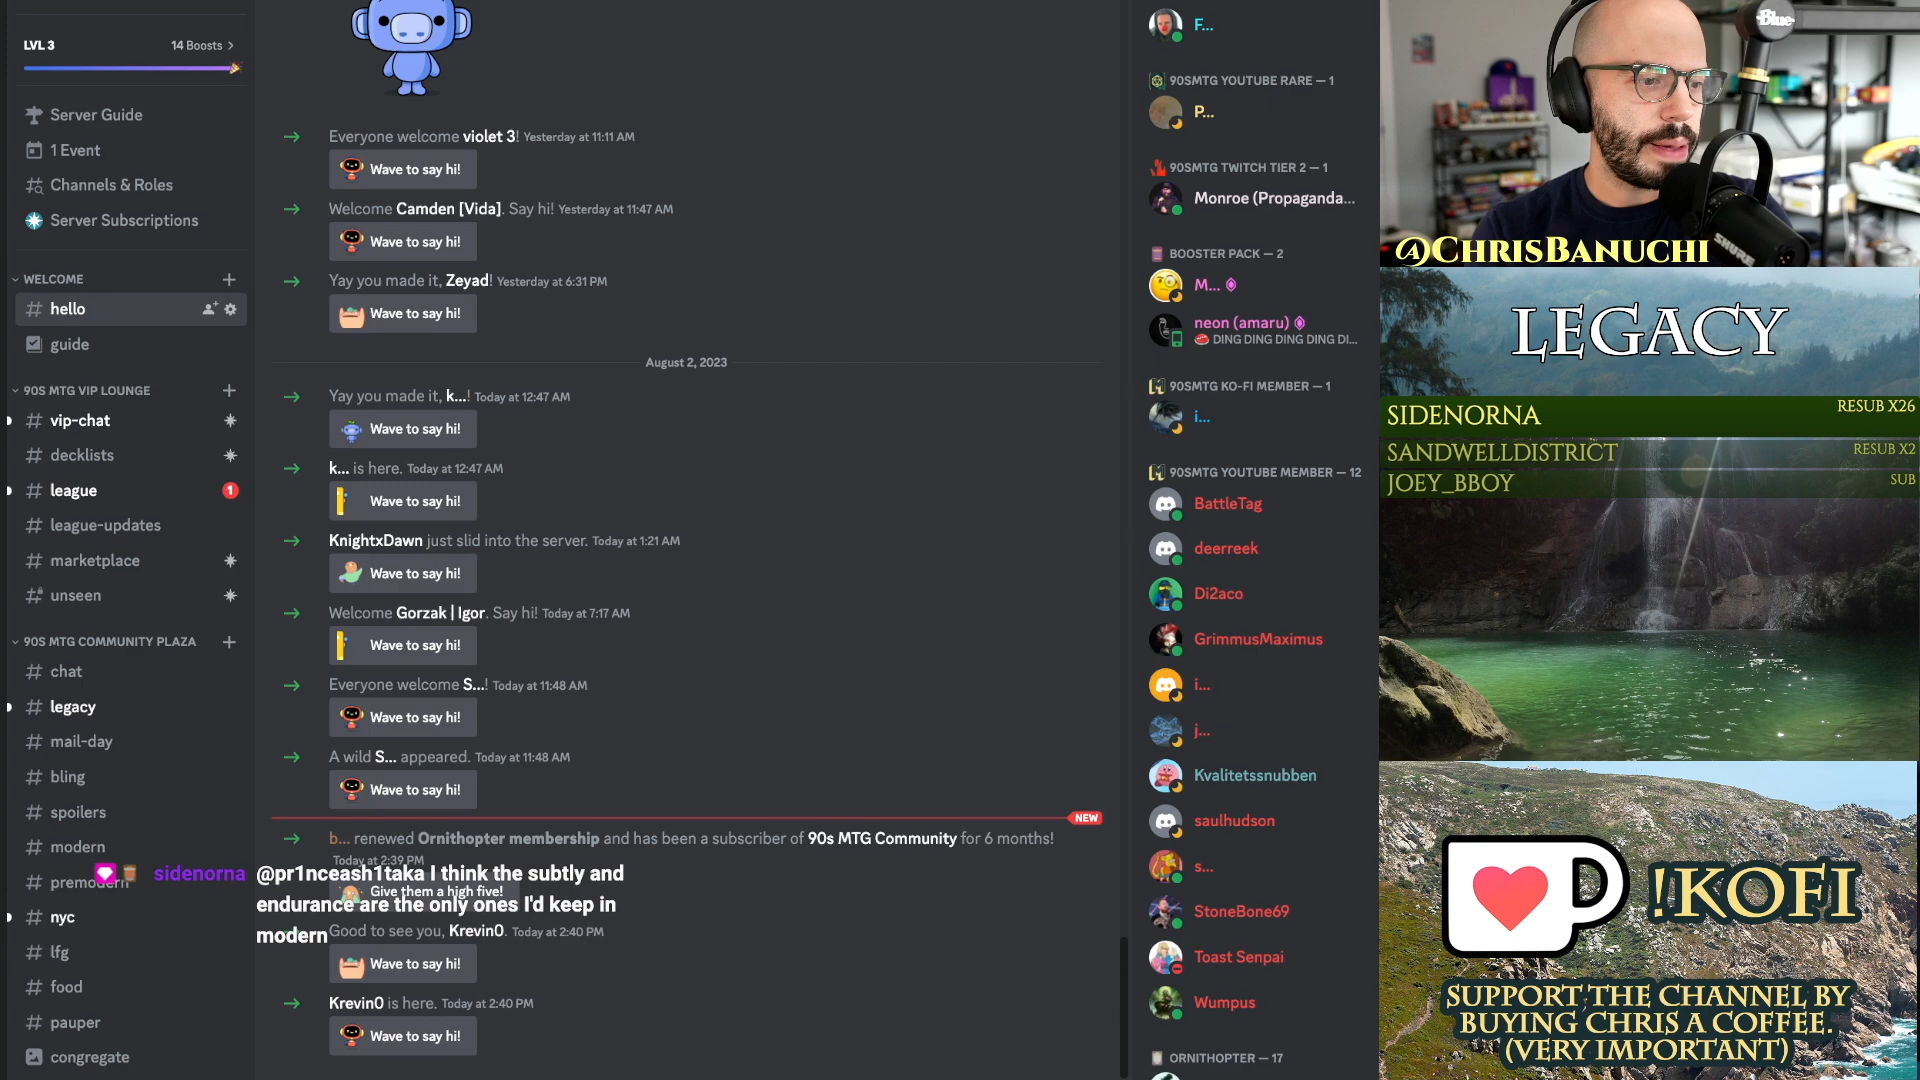 LVL 3
14 Boosts
Server Guide
1 Event
Channels & Roles
Server Subscriptions
WELCOME
hello
guide
90S MTG VIP LOUNGE
vip-chat
decklists
league
1
league-updates
marketplace
unseen
90S MTG COMMUNITY PLAZA
chat
legacy
mail-day
bling
spoilers
modern
premodern
nyc
lfg
food
pauper
congregate
Everyone welcome violet 3! Yesterday at 11:11 AM
Wave to say hi!
Welcome Camden [Vida]. Say hi! Yesterday at 11:47 AM
Wave to say hi!
Yay you made it, Zeyad! Yesterday at 6:31 PM
Wave to say hi!
August 2, 2023
Yay you made it, k...! Today at 12:47 AM
Wave to say hi!
k... is here. Today at 12:47 AM
Wave to say hi!
KnightxDawn just slid into the server. Today at 1:21 AM
Wave to say hi!
Welcome Gorzak | Igor. Say hi! Today at 7:17 AM
Wave to say hi!
Everyone welcome S...! Today at 11:48 AM
Wave to say hi!
A wild S... appeared. Today at 11:48 AM
Wave to say hi!
NEW
b... renewed Ornithopter membership and has been a subscriber of 90s MTG Community for 6 months!
Today at 2:39 PM
Give them a high five!
sidenorna @pr1nceash1taka I think the subtly and
endurance are the only ones I'd keep in
modern
Good to see you, Krevin0. Today at 2:40 PM
Wave to say hi!
Krevin0 is here. Today at 2:40 PM
Wave to say hi!
F...
90SMTG YOUTUBE RARE — 1
P...
90SMTG TWITCH TIER 2 — 1
Monroe (Propaganda...
BOOSTER PACK — 2
M...
neon (amaru)
DING DING DING DING DI...
90SMTG KO-FI MEMBER — 1
i...
90SMTG YOUTUBE MEMBER — 12
BattleTag
deerreek
Di2aco
GrimmusMaximus
i...
j...
Kvalitetssnubben
saulhudson
s...
StoneBone69
Toast Senpai
Wumpus
ORNITHOPTER — 17
Blue
SHURE
@ChrisBanuchi
LEGACY
SIDENORNA RESUB X26
SANDWELLDISTRICT RESUB X2
JOEY_BBOY SUB
!KOFI
SUPPORT THE CHANNEL BY
BUYING CHRIS A COFFEE.
(VERY IMPORTANT)